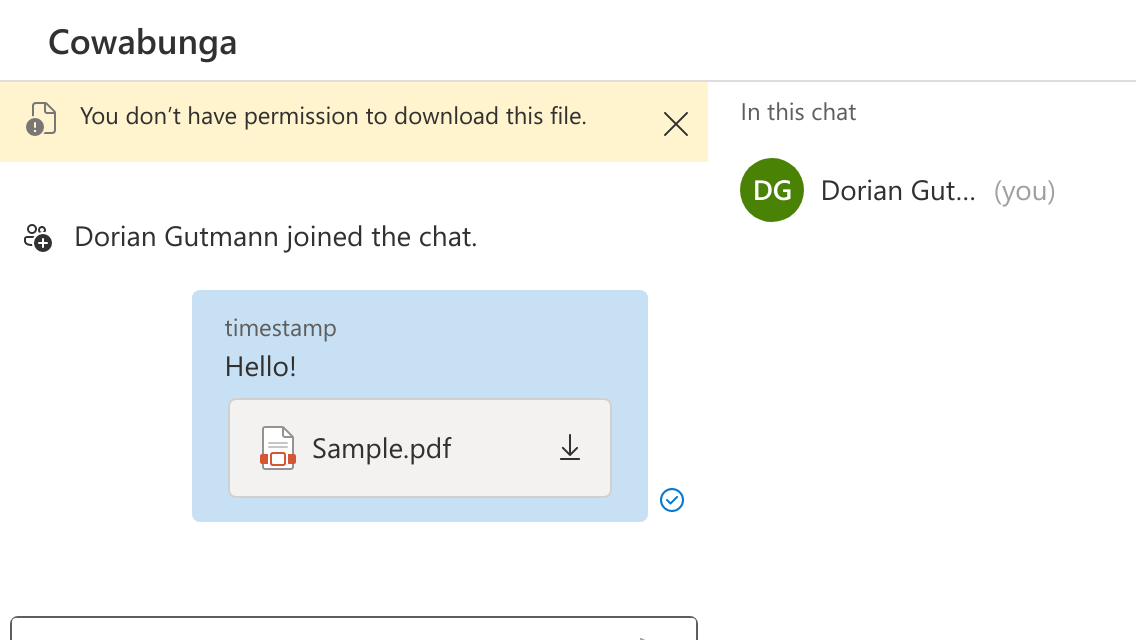 Cowabunga
You don’t have permission to download this file.
In this chat
DG
Dorian Gut... (you)
Dorian Gutmann joined the chat.
timestamp
Hello!
Sample.pdf